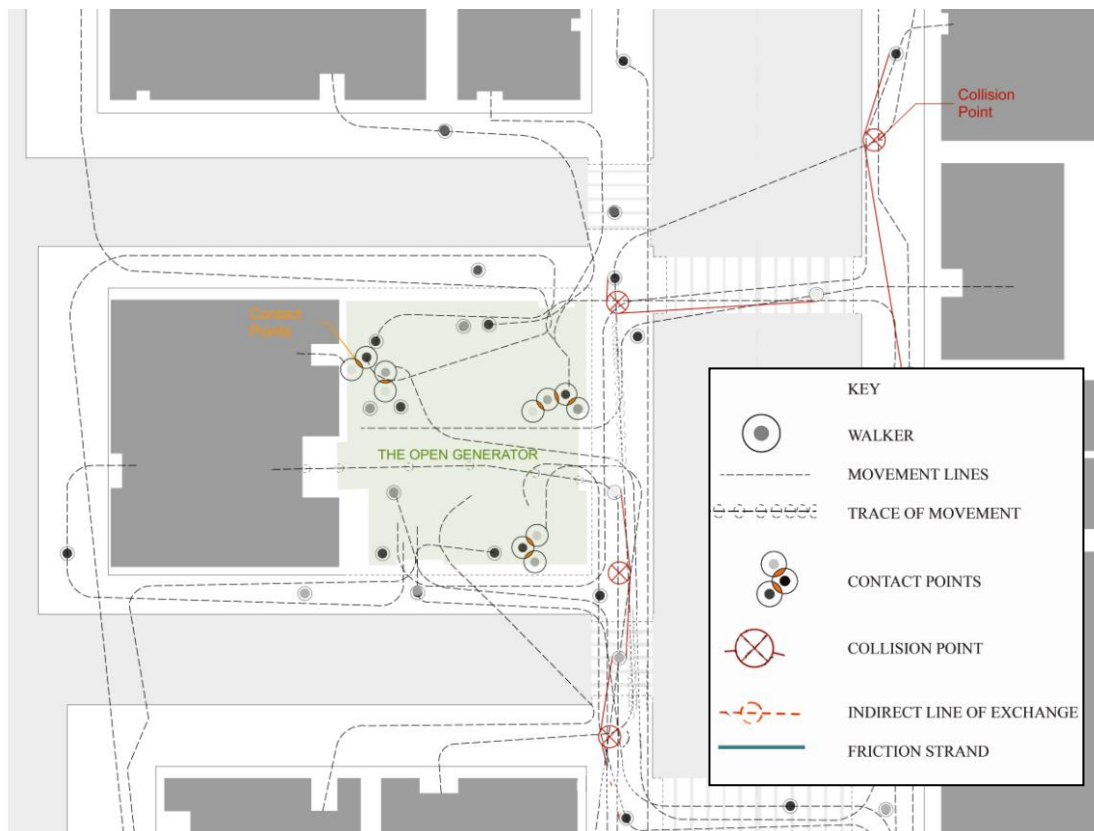 Collision
Point
Contact
Points
THE OPEN GENERATOR
KEY
WALKER
MOVEMENT LINES
TRACE OF MOVEMENT
CONTACT POINTS
COLLISION POINT
INDIRECT LINE OF EXCHANGE
FRICTION STRAND